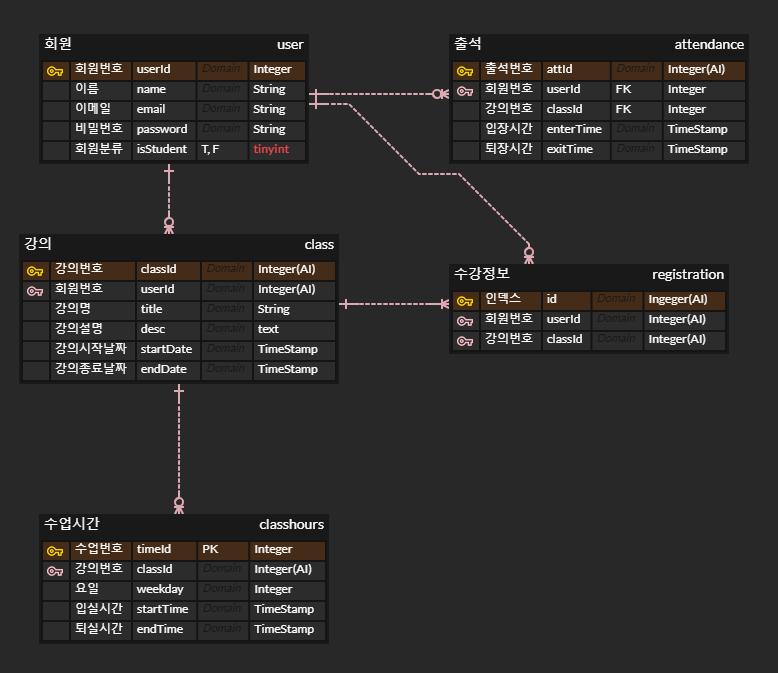 회원 user
회원번호 userId Domain Integer
이름 name Domain String
이메일 email Domain String
비밀번호 password Domain String
회원분류 isStudent T, F tinyint
출석 attendance
출석번호 attId Domain Integer(AI)
회원번호 userId FK Integer
강의번호 classId FK Integer
입장시간 enterTime Domain TimeStamp
퇴장시간 exitTime Domain TimeStamp
강의 class
강의번호 classId Domain Integer(AI)
회원번호 userId Domain Integer(AI)
강의명 title Domain String
강의설명 desc Domain text
강의시작날짜 startDate Domain TimeStamp
강의종료날짜 endDate Domain TimeStamp
수강정보 registration
인덱스 id Domain Ingeger(AI)
회원번호 userId Domain Integer(AI)
강의번호 classId Domain Integer(AI)
수업시간 classhours
수업번호 timeId PK Integer
강의번호 classId Domain Integer(AI)
요일 weekday Domain Integer
입실시간 startTime Domain TimeStamp
퇴실시간 endTime Domain TimeStamp